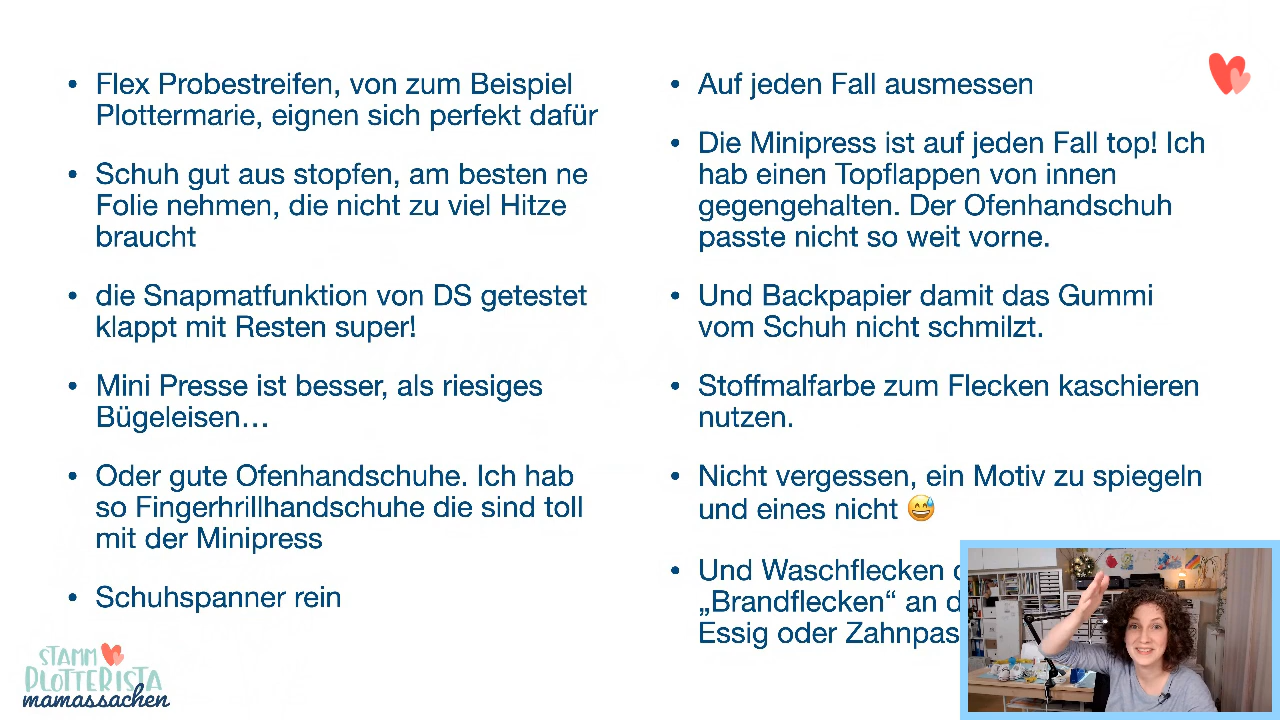 • Flex Probestreifen, von zum Beispiel
Plottermarie, eignen sich perfekt dafür
• Schuh gut aus stopfen, am besten ne
Folie nehmen, die nicht zu viel Hitze
braucht
• die Snapmatfunktion von DS getestet
klappt mit Resten super!
• Mini Presse ist besser, als riesiges
Bügeleisen…
• Oder gute Ofenhandschuhe. Ich hab
so Fingerhrillhandschuhe die sind toll
mit der Minipress
• Schuhspanner rein
• Auf jeden Fall ausmessen
• Die Minipress ist auf jeden Fall top! Ich
hab einen Topflappen von innen
gegengehalten. Der Ofenhandschuh
passte nicht so weit vorne.
• Und Backpapier damit das Gummi
vom Schuh nicht schmilzt.
• Stoffmalfarbe zum Flecken kaschieren
nutzen.
• Nicht vergessen, ein Motiv zu spiegeln
und eines nicht 😅
• Und Waschflecken
„Brandflecken“ an
Essig oder
STAMM
PLOTTERISTA
mamassachen